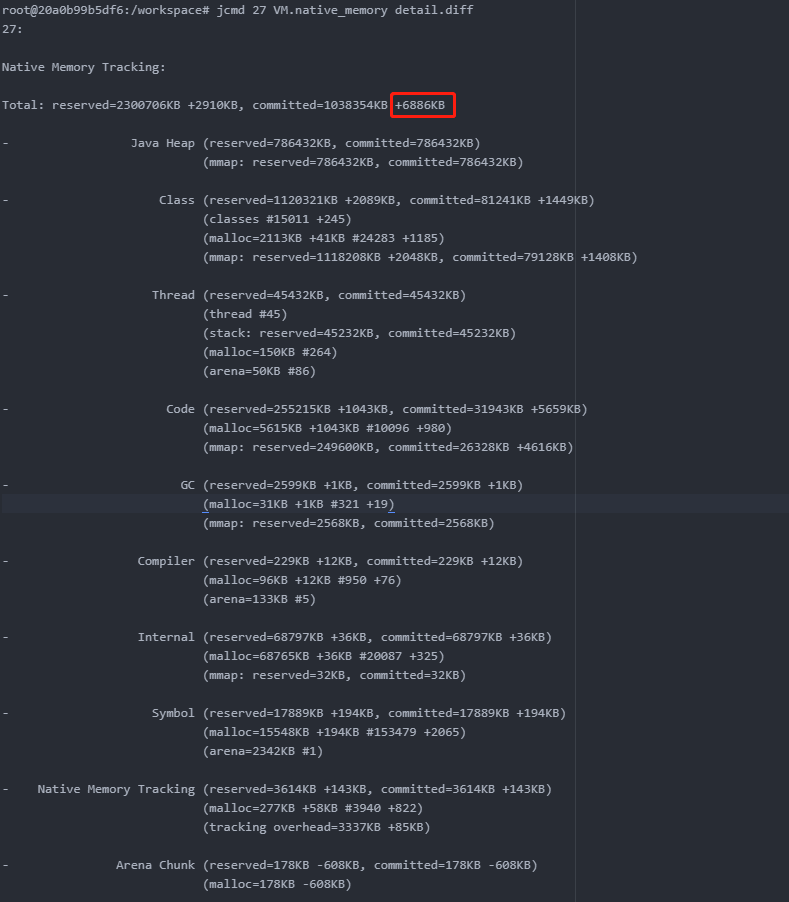 root@20a0b99b5df6:/workspace# jcmd 27 VM.native_memory detail.diff
27:
Native Memory Tracking:
Total: reserved=2300706KB +2910KB, committed=1038354KB +6886KB
- Java Heap (reserved=786432KB, committed=786432KB)
(mmap: reserved=786432KB, committed=786432KB)
- Class (reserved=1120321KB +2089KB, committed=81241KB +1449KB)
(classes #15011 +245)
(malloc=2113KB +41KB #24283 +1185)
(mmap: reserved=1118208KB +2048KB, committed=79128KB +1408KB)
- Thread (reserved=45432KB, committed=45432KB)
(thread #45)
(stack: reserved=45232KB, committed=45232KB)
(malloc=150KB #264)
(arena=50KB #86)
- Code (reserved=255215KB +1043KB, committed=31943KB +5659KB)
(malloc=5615KB +1043KB #10096 +980)
(mmap: reserved=249600KB, committed=26328KB +4616KB)
- GC (reserved=2599KB +1KB, committed=2599KB +1KB)
(malloc=31KB +1KB #321 +19)
(mmap: reserved=2568KB, committed=2568KB)
- Compiler (reserved=229KB +12KB, committed=229KB +12KB)
(malloc=96KB +12KB #950 +76)
(arena=133KB #5)
- Internal (reserved=68797KB +36KB, committed=68797KB +36KB)
(malloc=68765KB +36KB #20087 +325)
(mmap: reserved=32KB, committed=32KB)
- Symbol (reserved=17889KB +194KB, committed=17889KB +194KB)
(malloc=15548KB +194KB #153479 +2065)
(arena=2342KB #1)
- Native Memory Tracking (reserved=3614KB +143KB, committed=3614KB +143KB)
(malloc=277KB +58KB #3940 +822)
(tracking overhead=3337KB +85KB)
- Arena Chunk (reserved=178KB -608KB, committed=178KB -608KB)
(malloc=178KB -608KB)